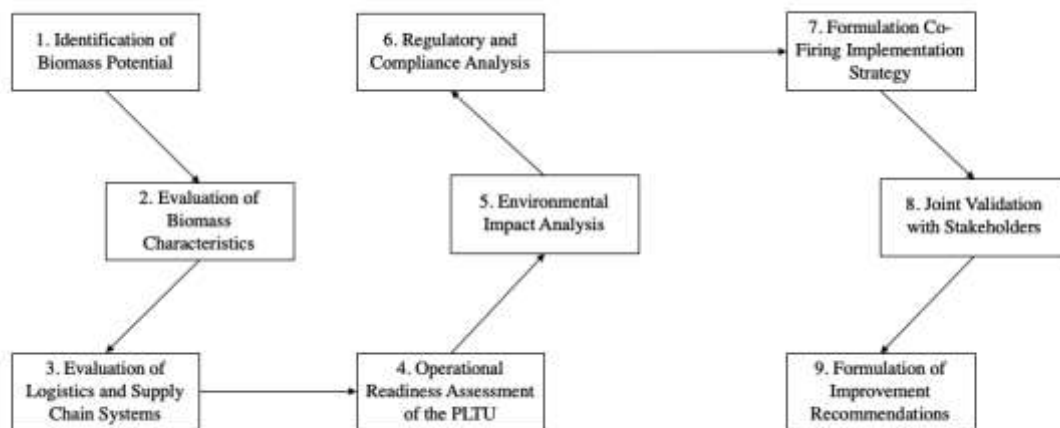 1. Identification of
Biomass Potential
2. Evaluation of
Biomass
Characteristics
3. Evaluation of
Logistics and Supply
Chain Systems
4. Operational
Readiness Assessment
of the PLTU
5. Environmental
Impact Analysis
6. Regulatory and
Compliance Analysis
7. Formulation Co-
Firing Implementation
Strategy
8. Joint Validation
with Stakeholders
9. Formulation of
Improvement
Recommendations